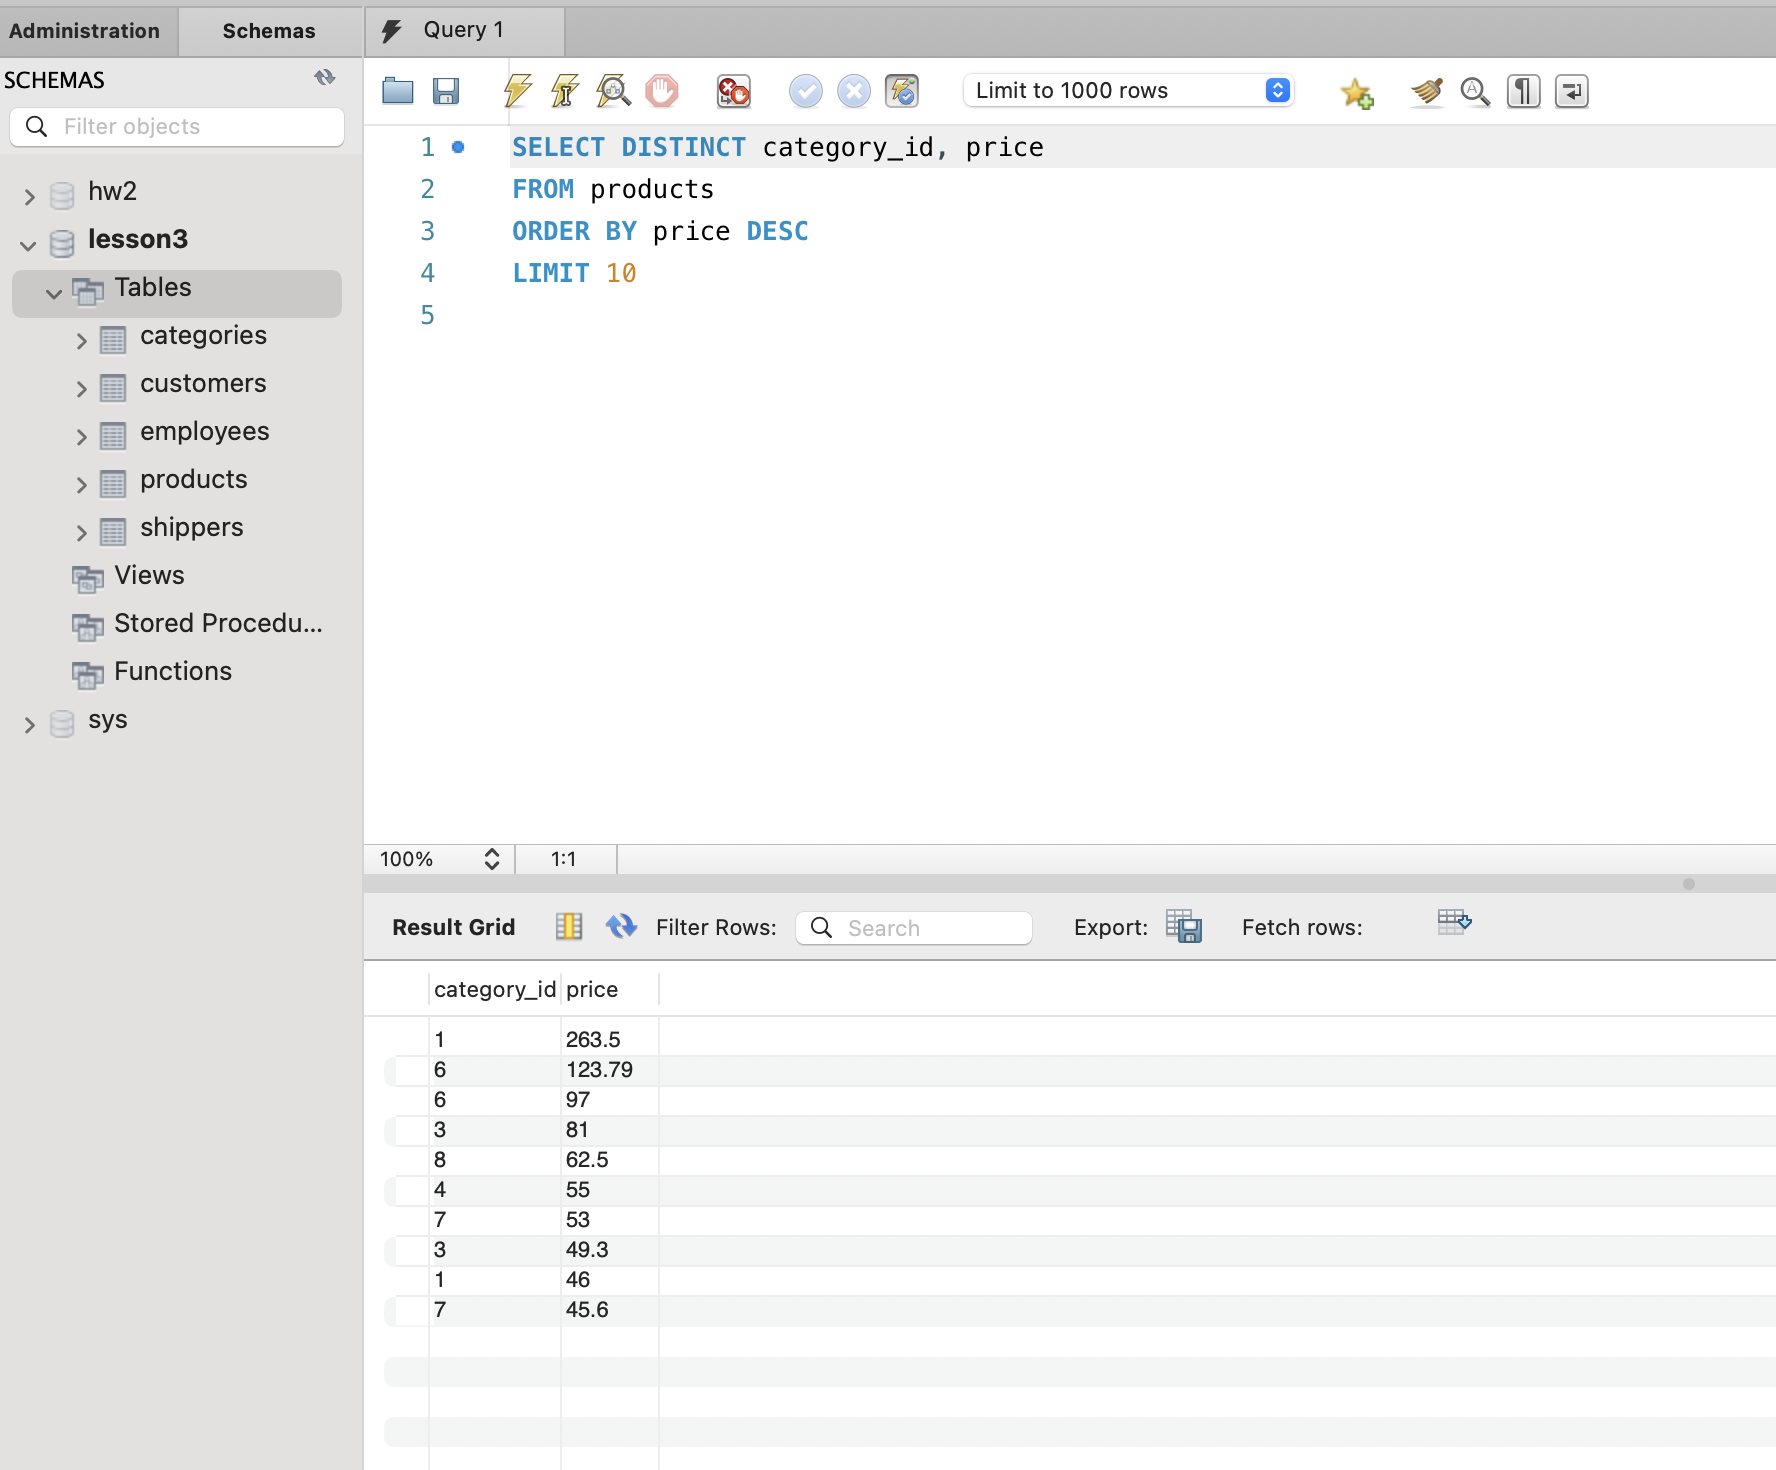 Administration
Schemas
Query 1
SCHEMAS
Filter objects
Limit to 1000 rows
hw2
lesson3
Tables
categories
customers
employees
products
shippers
Views
Stored Procedu...
Functions
sys
1 SELECT DISTINCT category_id, price
2 FROM products
3 ORDER BY price DESC
4 LIMIT 10
5
100% 1:1
Result Grid Filter Rows: Search Export: Fetch rows:
category_id price
1 263.5
6 123.79
6 97
3 81
8 62.5
4 55
7 53
3 49.3
1 46
7 45.6